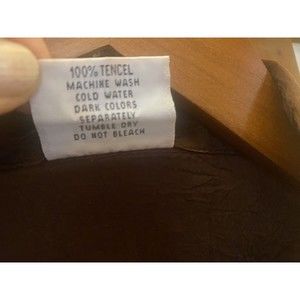 100% TENCEL
MACHINE WASH
COLD WATER
DARK COLORS
SEPARATELY
TUMBLE DRY
DO NOT BLEACH